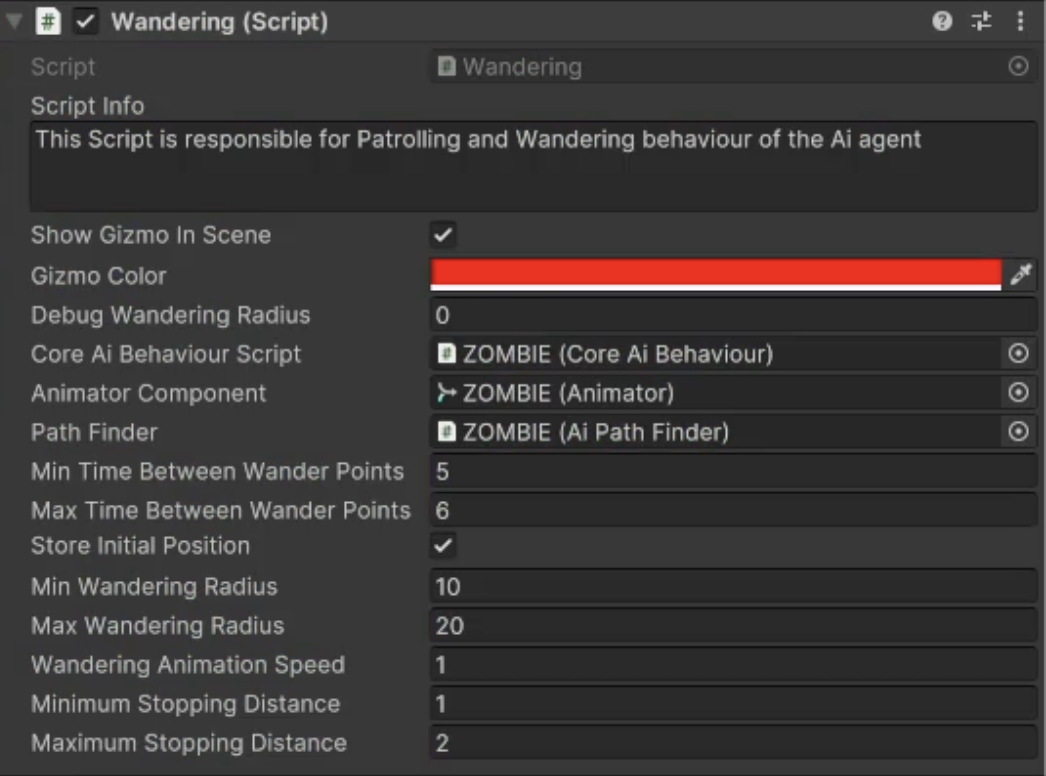 Wandering (Script)
Script Wandering
Script Info
This Script is responsible for Patrolling and Wandering behaviour of the Ai agent
Show Gizmo In Scene
Gizmo Color
Debug Wandering Radius 0
Core Ai Behaviour Script ZOMBIE (Core Ai Behaviour)
Animator Component ZOMBIE (Animator)
Path Finder ZOMBIE (Ai Path Finder)
Min Time Between Wander Points 5
Max Time Between Wander Points 6
Store Initial Position
Min Wandering Radius 10
Max Wandering Radius 20
Wandering Animation Speed 1
Minimum Stopping Distance 1
Maximum Stopping Distance 2